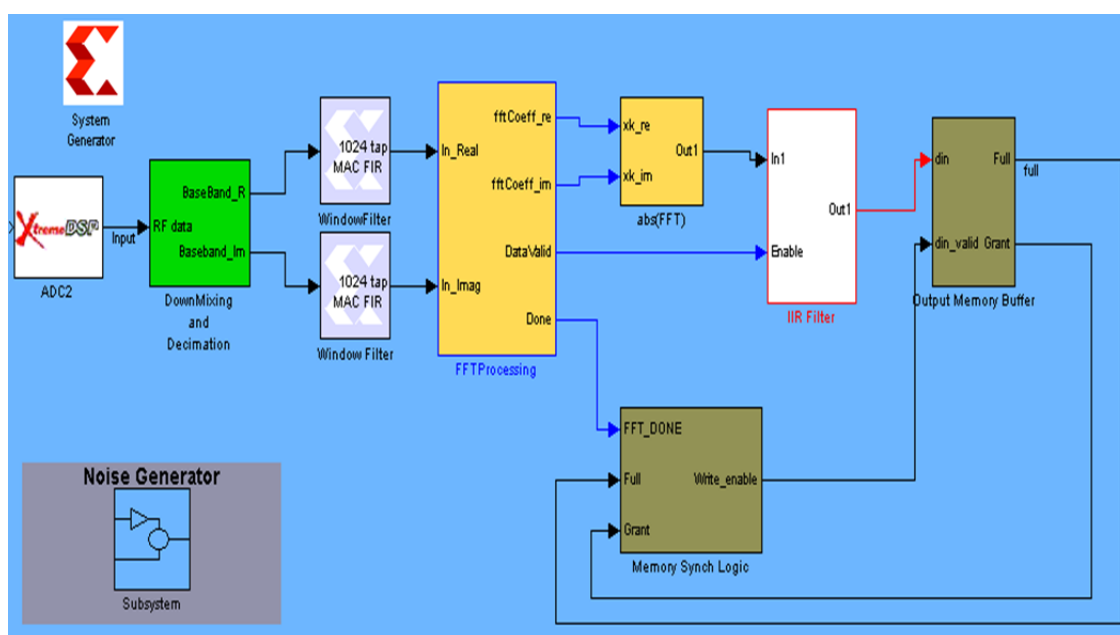 System
Generator
XtremeDSP
ADC2
Input
RF data
BaseBand_R
Baseband_Im
DownMixing
and
Decimation
1024 tap
MAC FIR
WindowFilter
1024 tap
MAC FIR
Window Filter
In_Real
In_Imag
fftCoeff_re
fftCoeff_im
DataValid
Done
FFTProcessing
xk_re
xk_im
Out1
abs(FFT)
In1
Enable
Out1
IIR Filter
din
din_valid
Full
Grant
full
Output Memory Buffer
FFT_DONE
Full
Grant
Write_enable
Memory Synch Logic
Noise Generator
Subsystem